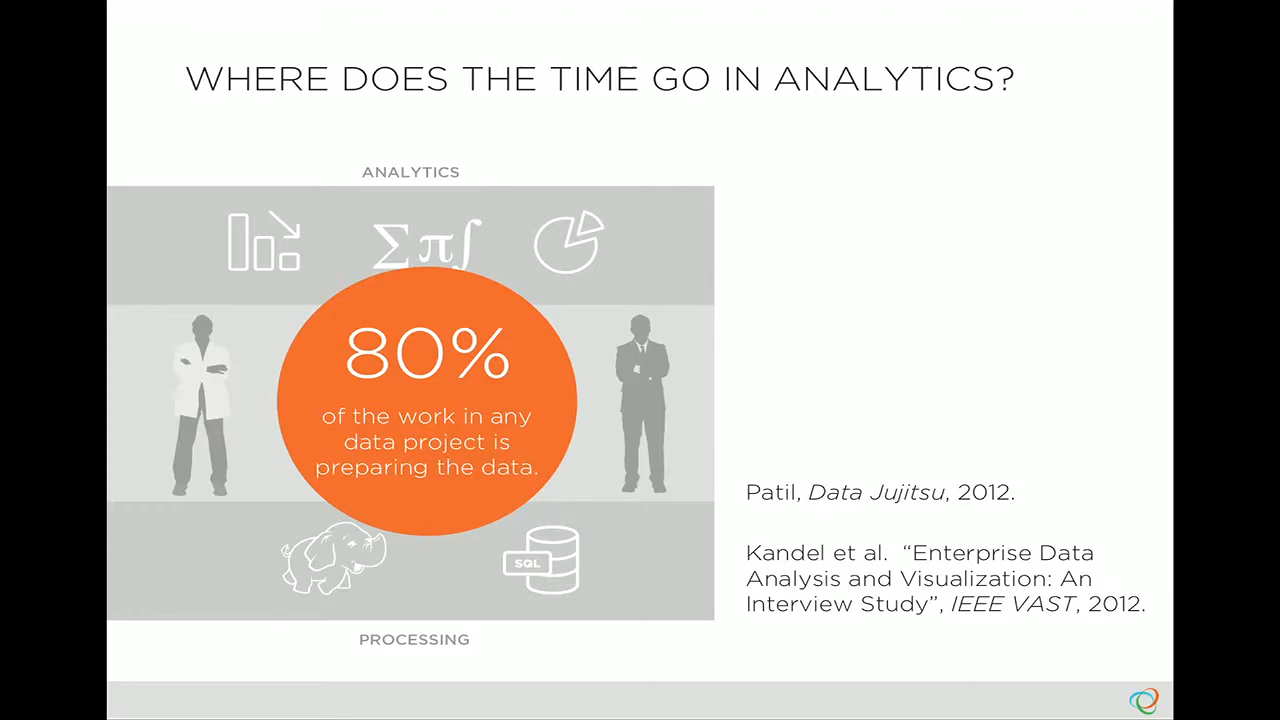 WHERE DOES THE TIME GO IN ANALYTICS?
ANALYTICS
Σπ∫
80%
of the work in any
data project is
preparing the data.
SQL
PROCESSING
Patil, Data Jujitsu, 2012.
Kandel et al. “Enterprise Data
Analysis and Visualization: An
Interview Study”, IEEE VAST, 2012.